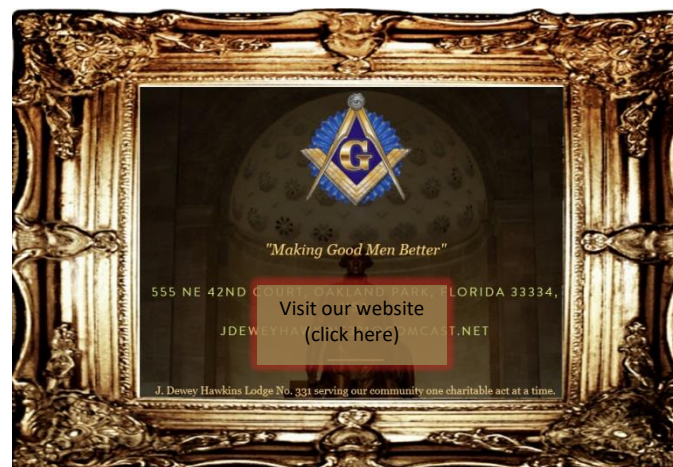 G
"Making Good Men Better"
555 NE 42ND COURT, OAKLAND PARK, FLORIDA 33334,
Visit our website
(click here)
J. Dewey Hawkins Lodge No. 331 serving our community one charitable act at a time.